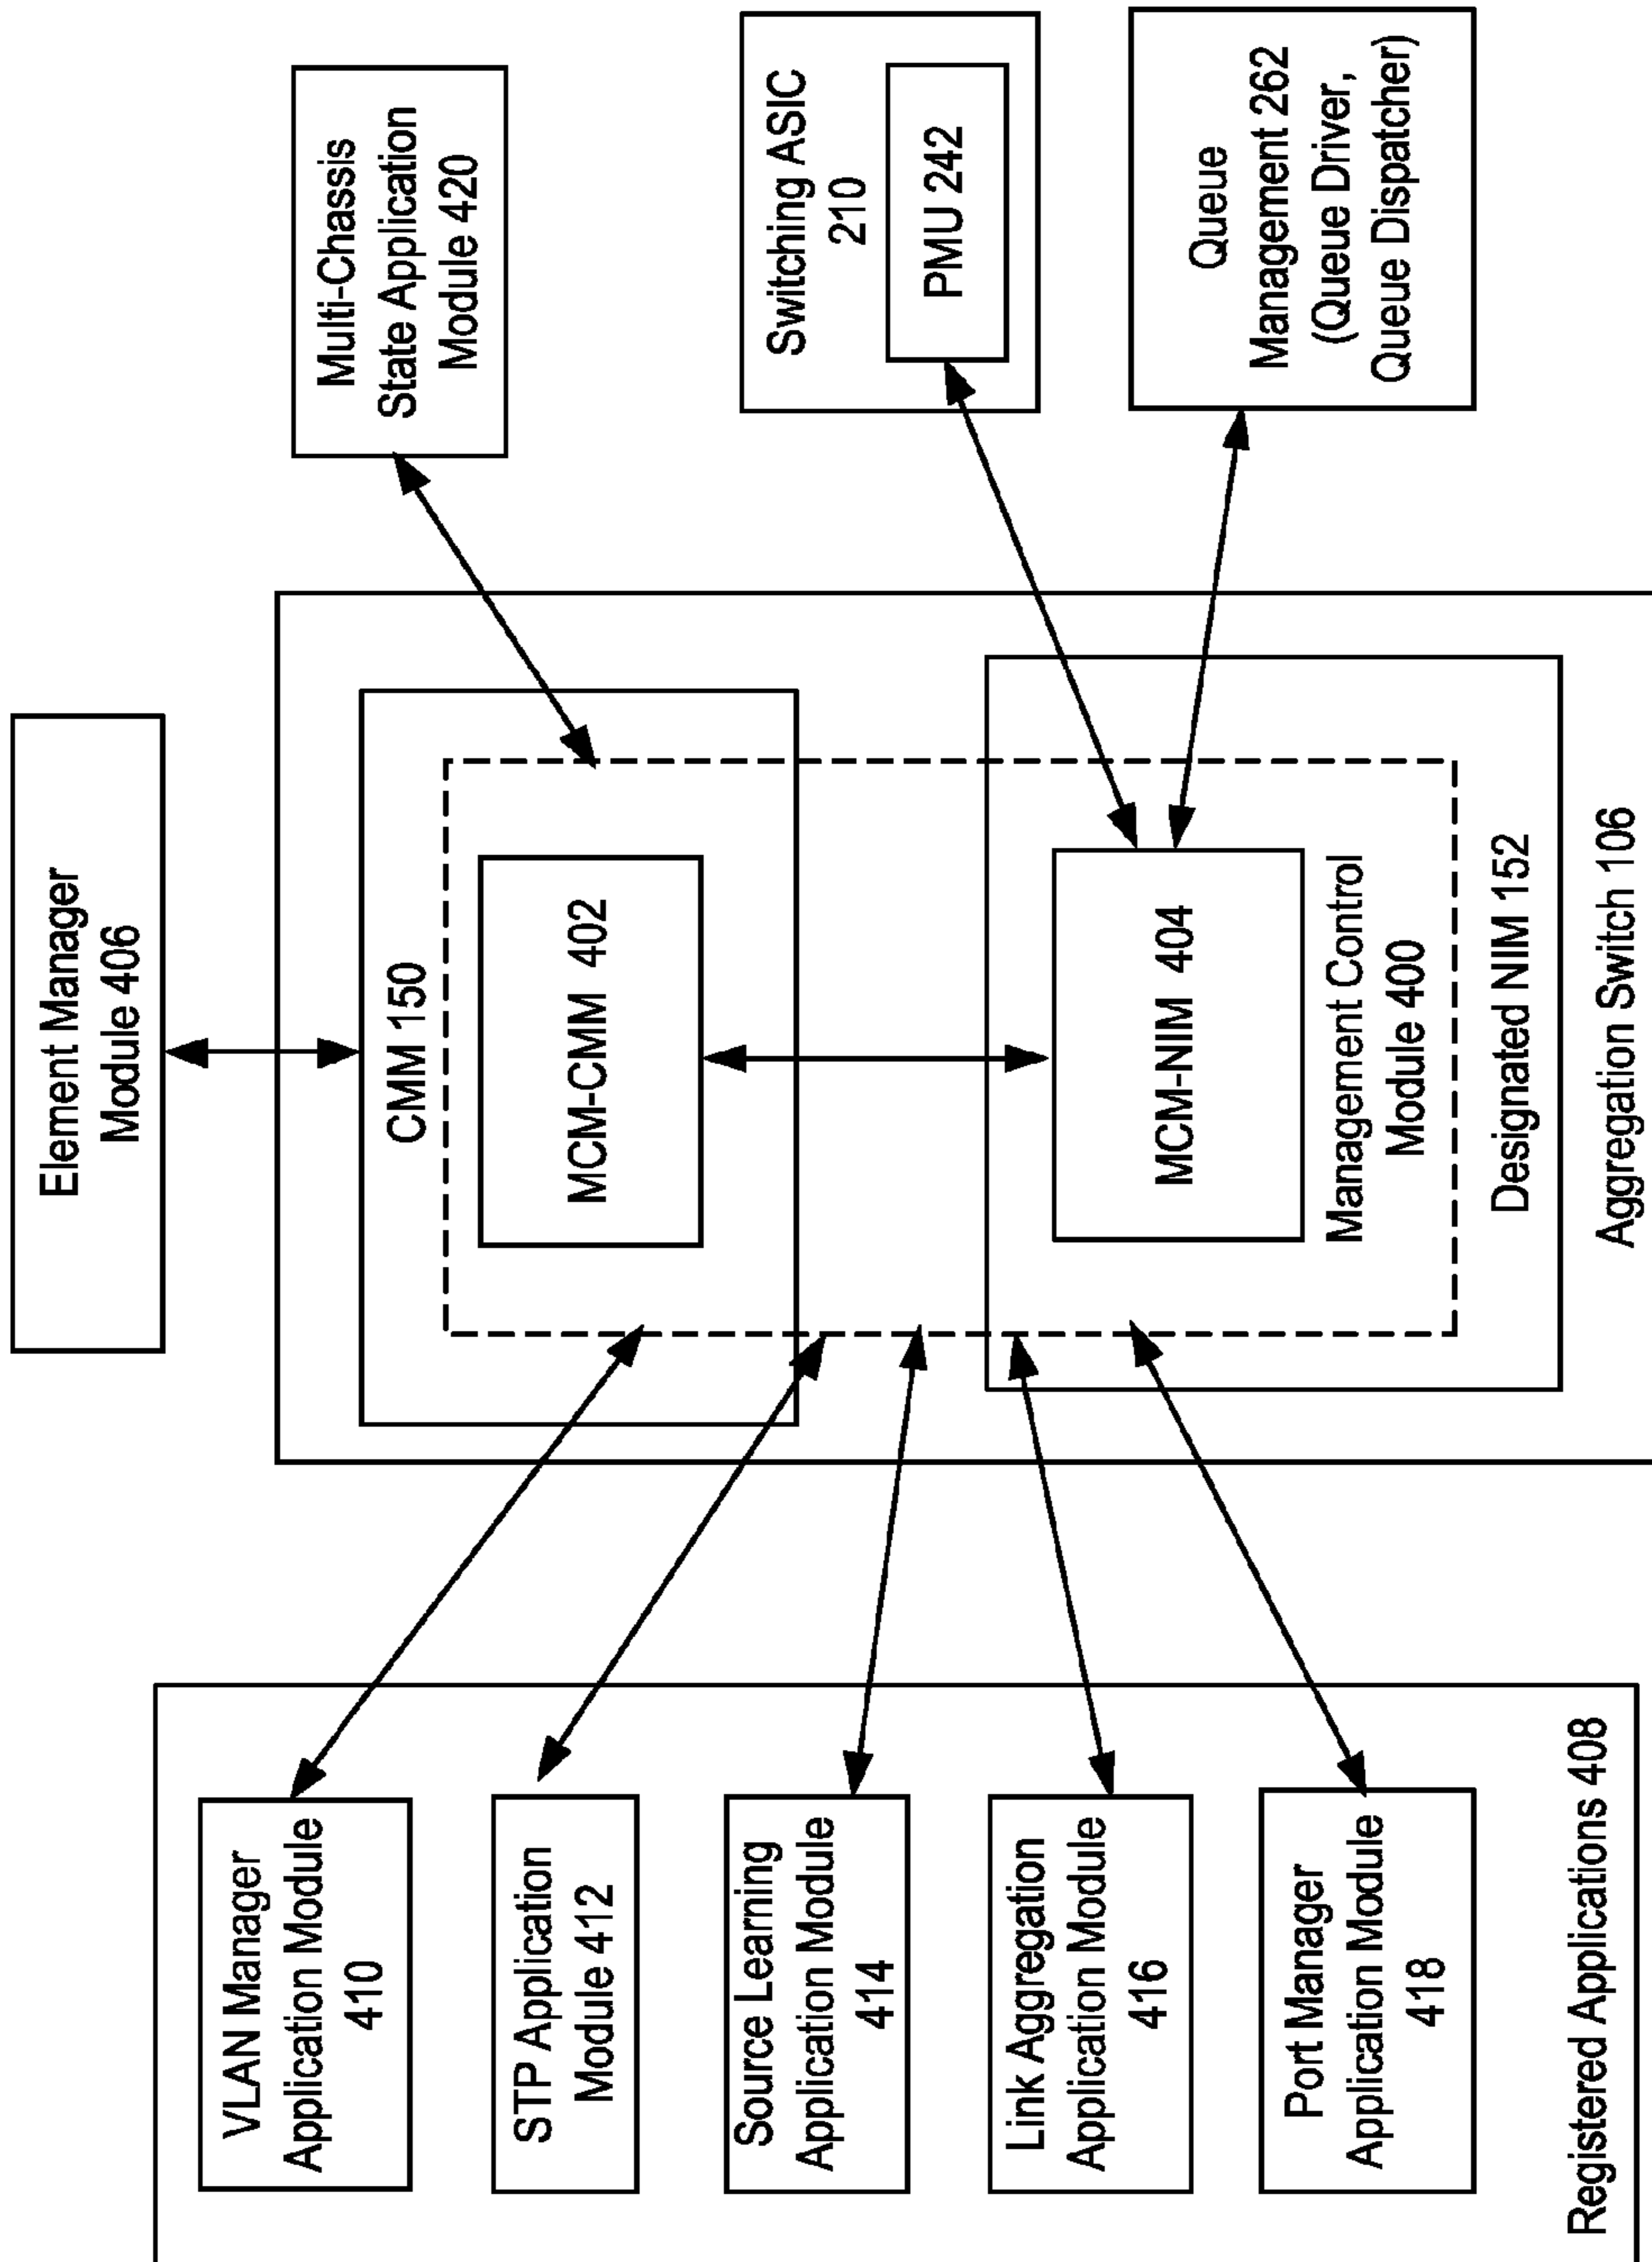 Element Manager
Module 406
VLAN Manager
Application Module
410
STP Application
Module 412
Source Learning
Application Module
414
Link Aggregation
Application Module
416
Port Manager
Application Module
418
Registered Applications 408
CMM 150
MCM-CMM 402
MCM-NIM 404
Management Control
Module 400
Designated NIM 152
Aggregation Switch 106
Multi-Chassis
State Application
Module 420
Switching ASIC
210
PMU 242
Queue
Management 262
(Queue Driver,
Queue Dispatcher)